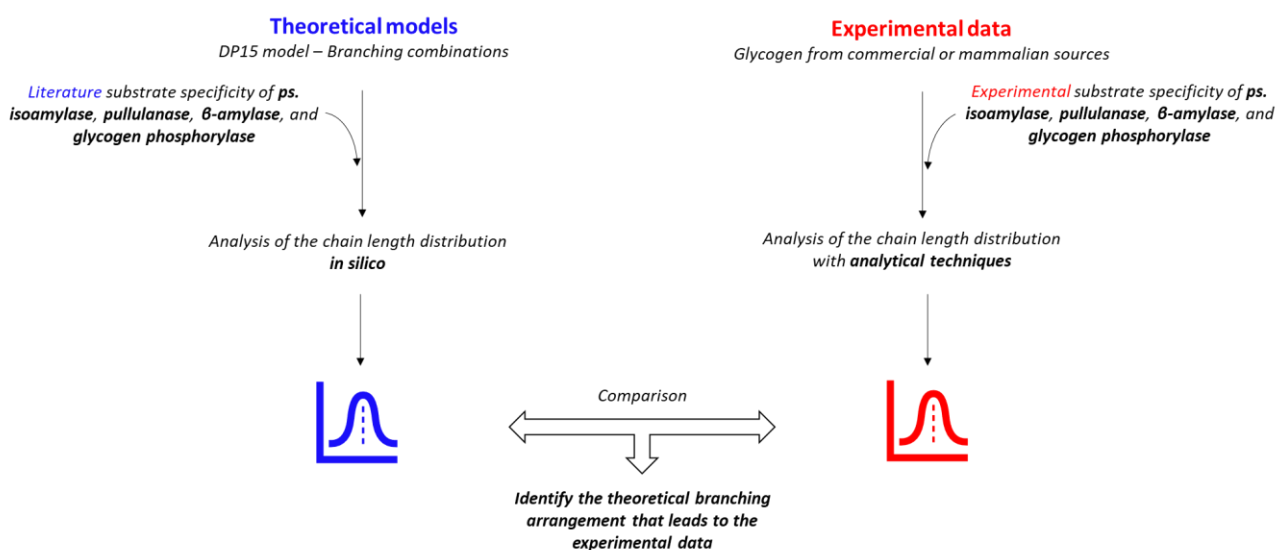 Theoretical models
DP15 model – Branching combinations
Literature substrate specificity of ps.
isoamylase, pullulanase, β-amylase, and
glycogen phosphorylase
Analysis of the chain length distribution
in silico
Experimental data
Glycogen from commercial or mammalian sources
Experimental substrate specificity of ps.
isoamylase, pullulanase, β-amylase, and
glycogen phosphorylase
Analysis of the chain length distribution
with analytical techniques
Comparison
Identify the theoretical branching
arrangement that leads to the
experimental data